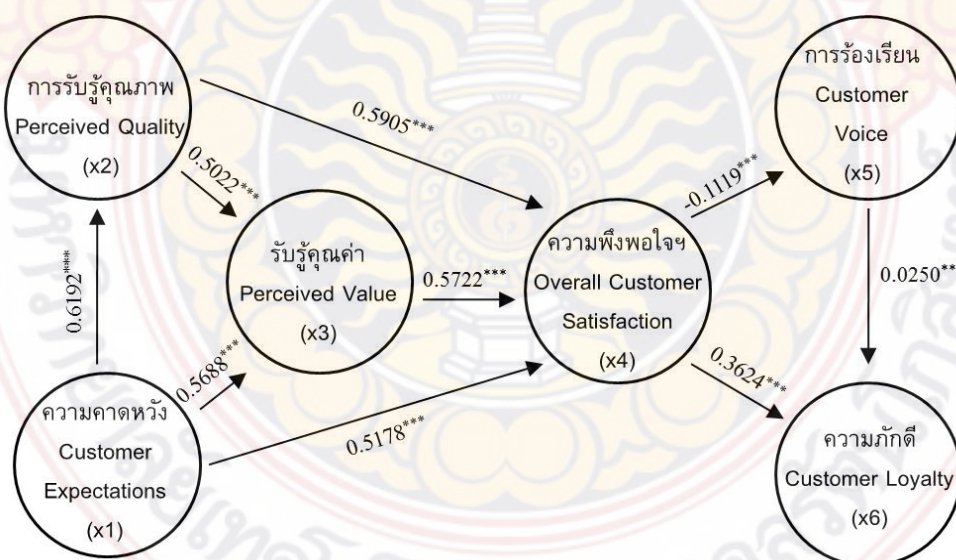 การรับรู้คุณภาพ
Perceived Quality
(x2)
0.5905***
การร้องเรียน
Customer
Voice
(x5)
0.5022***
-0.1119***
รับรู้คุณค่า
Perceived Value
(x3)
0.5722***
ความพึงพอใจฯ
Overall Customer
Satisfaction
(x4)
0.6192***
0.0250**
0.5688***
0.3624***
ความคาดหวัง
Customer
Expectations
(x1)
0.5178***
ความภักดี
Customer Loyalty
(x6)